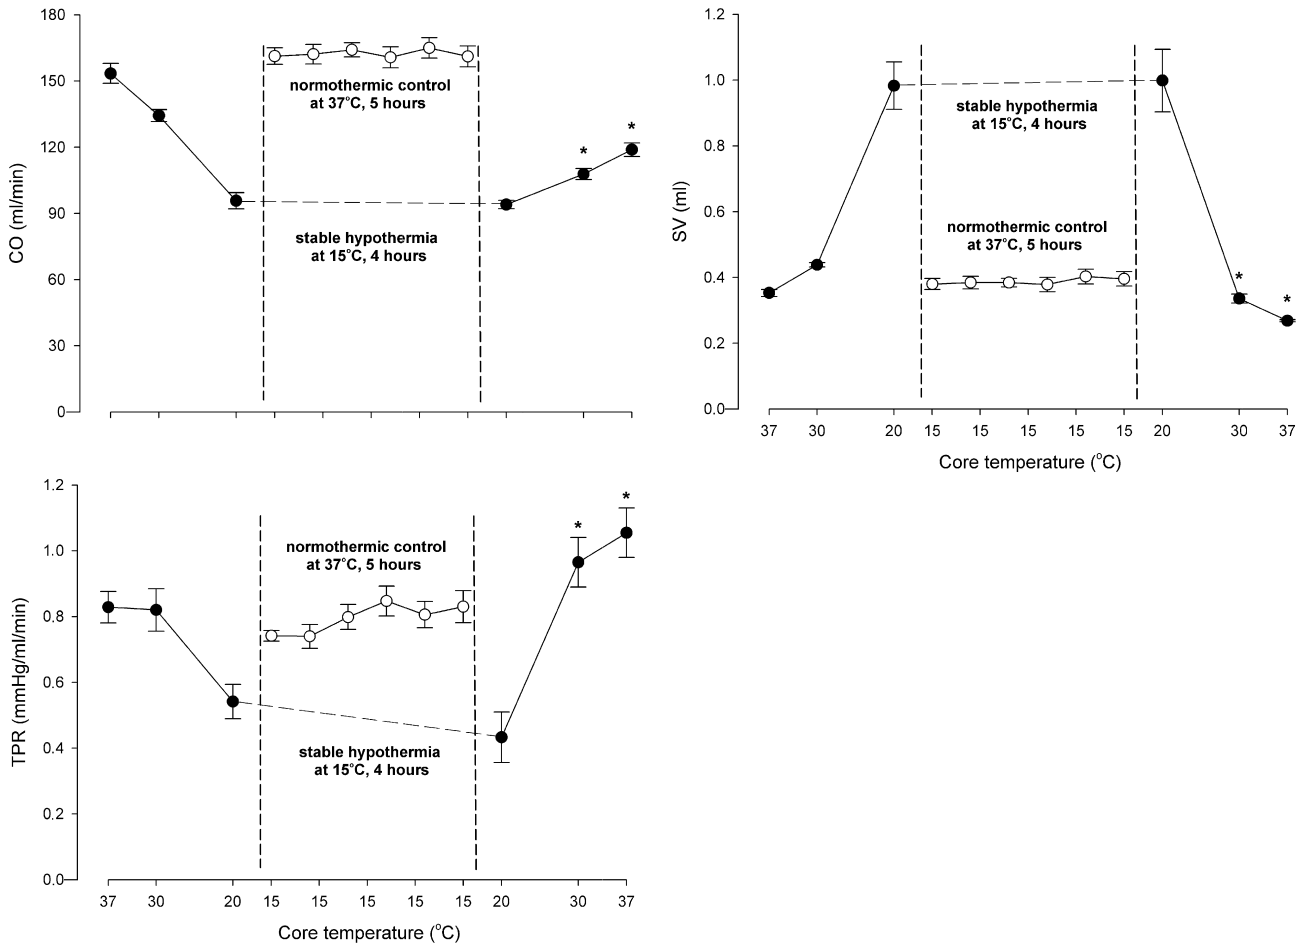 180
150
120
90
60
30
0
CO (ml/min)
normothermic control
at 37°C, 5 hours
stable hypothermia
at 15°C, 4 hours
*
*
1.2
1.0
0.8
0.6
0.4
0.2
0.0
SV (ml)
stable hypothermia
at 15°C, 4 hours
normothermic control
at 37°C, 5 hours
*
*
37 30 20 15 15 15 15 15 20 30 37
Core temperature (°C)
1.2
1.0
0.8
0.6
0.4
0.2
0.0
TPR (mmHg/ml/min)
normothermic control
at 37°C, 5 hours
stable hypothermia
at 15°C, 4 hours
*
*
37 30 20 15 15 15 15 15 20 30 37
Core temperature (°C)